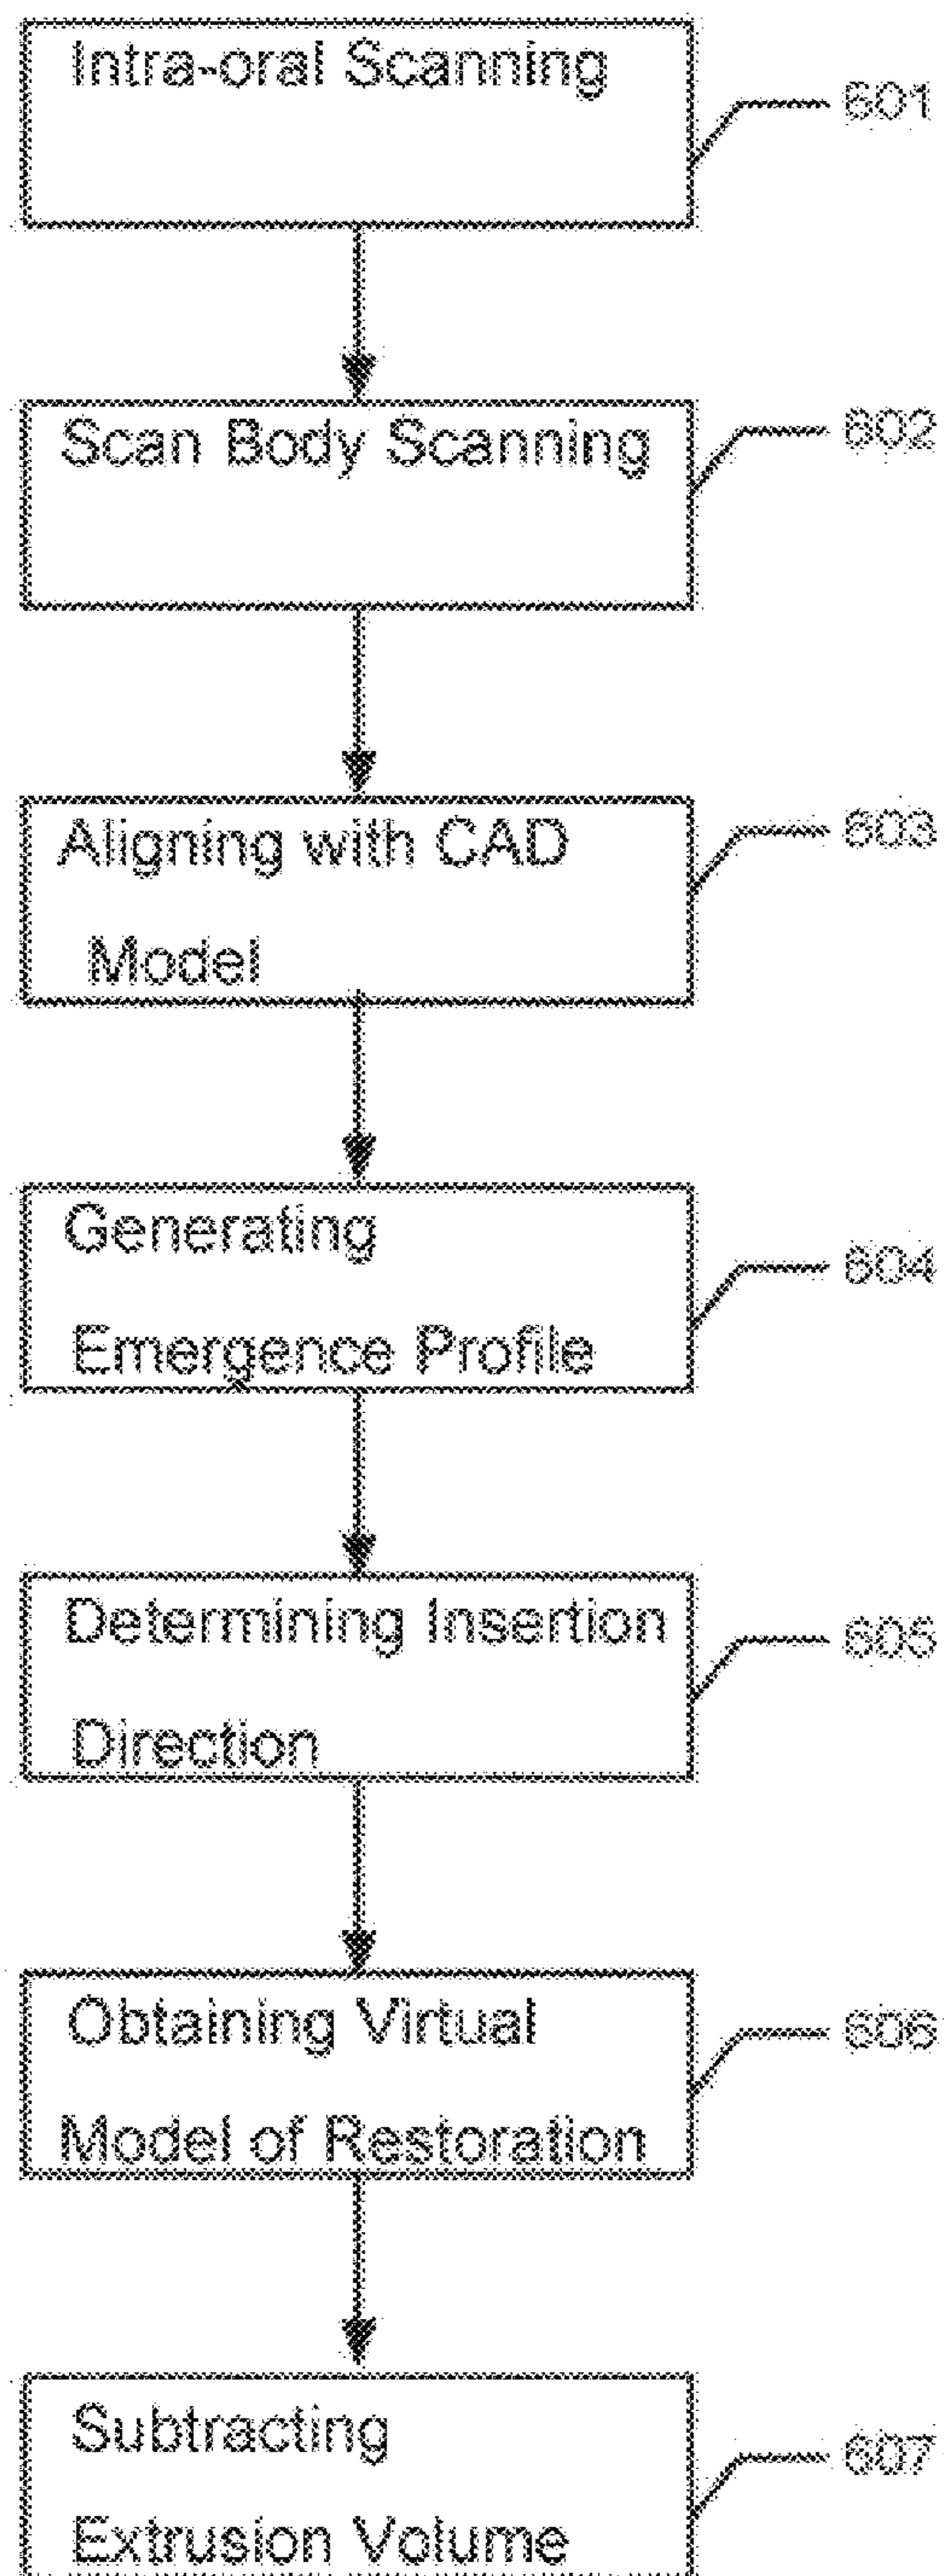 Intra-oral Scanning
601
Scan Body Scanning
602
Aligning with CAD
Model
603
Generating
Emergence Profile
604
Determining Insertion
Direction
605
Obtaining Virtual
Model of Restoration
606
Subtracting
Extrusion Volume
607